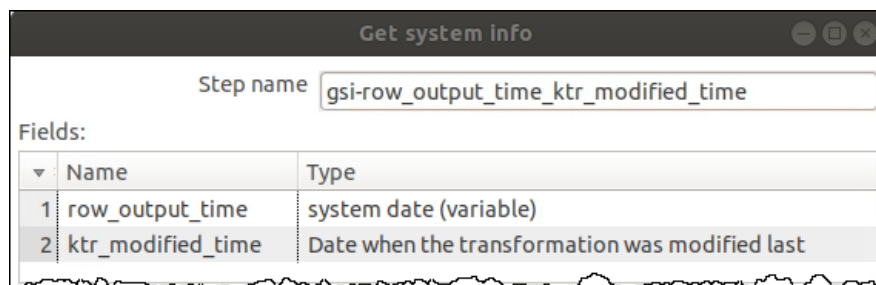 Get system info
Step name gsi-row_output_time_ktr_modified_time
Fields:
Name Type
1 row_output_time system date (variable)
2 ktr_modified_time Date when the transformation was modified last